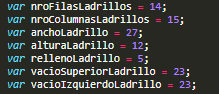 var nroFilasLadrillos = 14;
var nroColumnasLadrillos = 15;
var anchoLadrillo = 27;
var alturaLadrillo = 12;
var rellenoLadrillo = 5;
var vacioSuperiorLadrillo = 23;
var vacioIzquierdoLadrillo = 23;